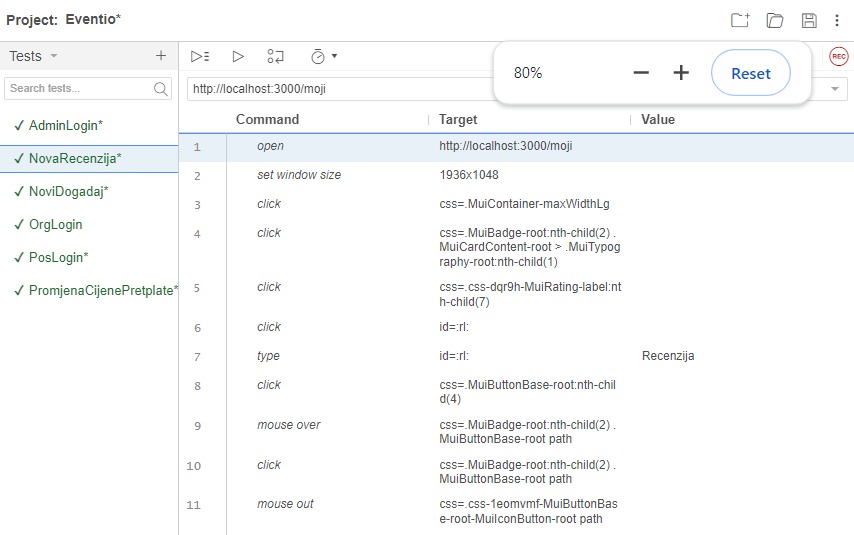 Project: Eventio*
Tests
80% Reset
REC
Search tests...
http://localhost:3000/moji
Command Target Value
✓ AdminLogin*
✓ NovaRecenzija*
✓ NoviDogadaj*
✓ OrgLogin
✓ PosLogin*
✓ PromjenaCijenePretplate*
1 open http://localhost:3000/moji
2 set window size 1936x1048
3 click css=.MuiContainer-maxWidthLg
4 click css=.MuiBadge-root:nth-child(2) .
MuiCardContent-root > .MuiTypog
raphy-root:nth-child(1)
5 click css=.css-dqr9h-MuiRating-label:nt
h-child(7)
6 click id=:rl:
7 type id=:rl: Recenzija
8 click css=.MuiButtonBase-root:nth-chil
d(4)
9 mouse over css=.MuiBadge-root:nth-child(2) .
MuiButtonBase-root path
10 click css=.MuiBadge-root:nth-child(2) .
MuiButtonBase-root path
11 mouse out css=.css-1eomvmf-MuiButtonBas
e-root-MuiIconButton-root path